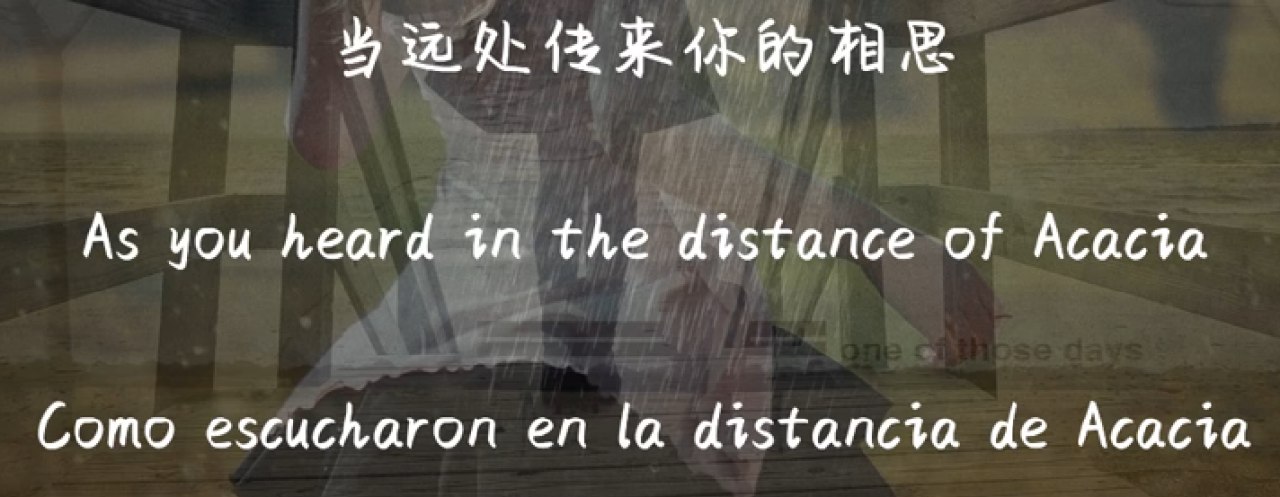 当远处传来你的相思
As you heard in the distance of Acacia
one of those days
Como escucharon en la distancia de Acacia